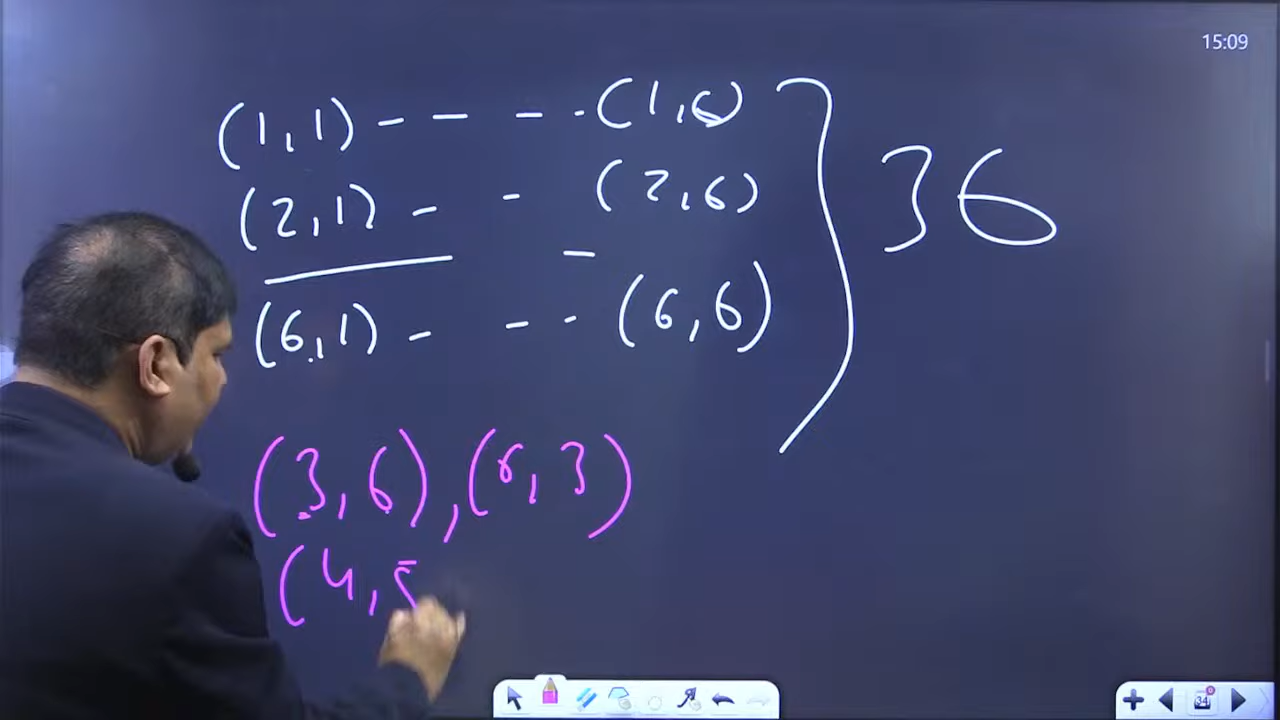 15:09
(1,1) - - - - (1,6)
(2,1) - - (2,6)
-
(6,1) - - - (6,6)
36
(3,6), (6,3)
(4,5
34